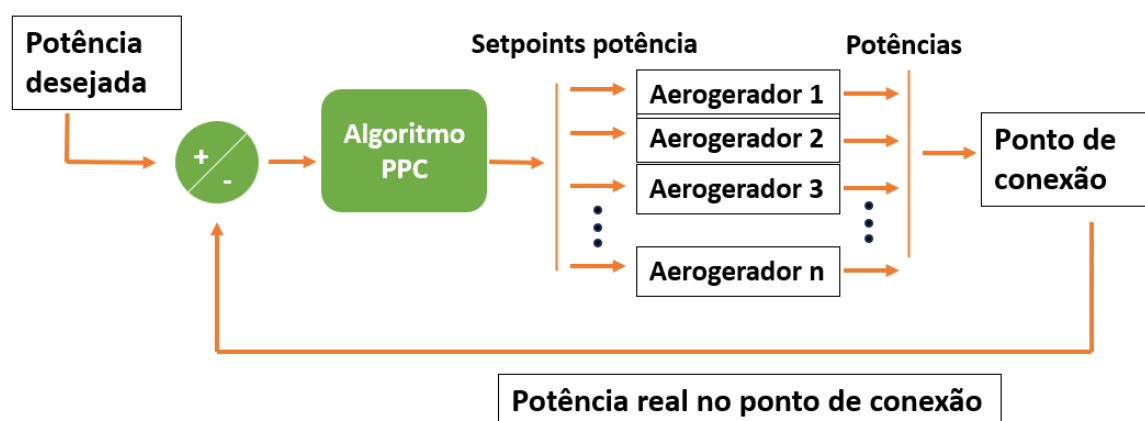 Potência
desejada
Setpoints potência
Potências
+
-
Algoritmo
PPC
Aerogerador 1
Aerogerador 2
Aerogerador 3
Aerogerador n
Ponto de
conexão
Potência real no ponto de conexão